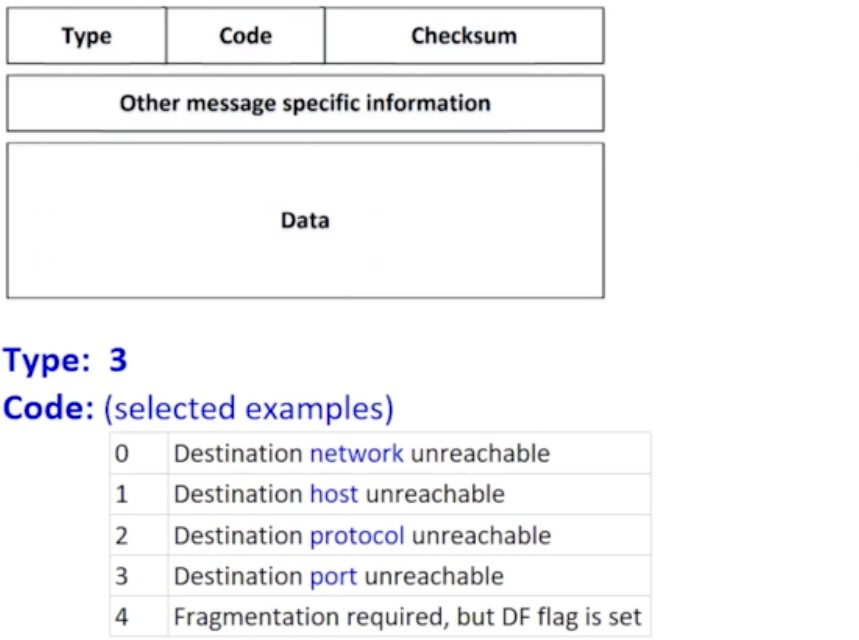 Type Code Checksum
Other message specific information
Data
Type: 3
Code: (selected examples)
0 Destination network unreachable
1 Destination host unreachable
2 Destination protocol unreachable
3 Destination port unreachable
4 Fragmentation required, but DF flag is set